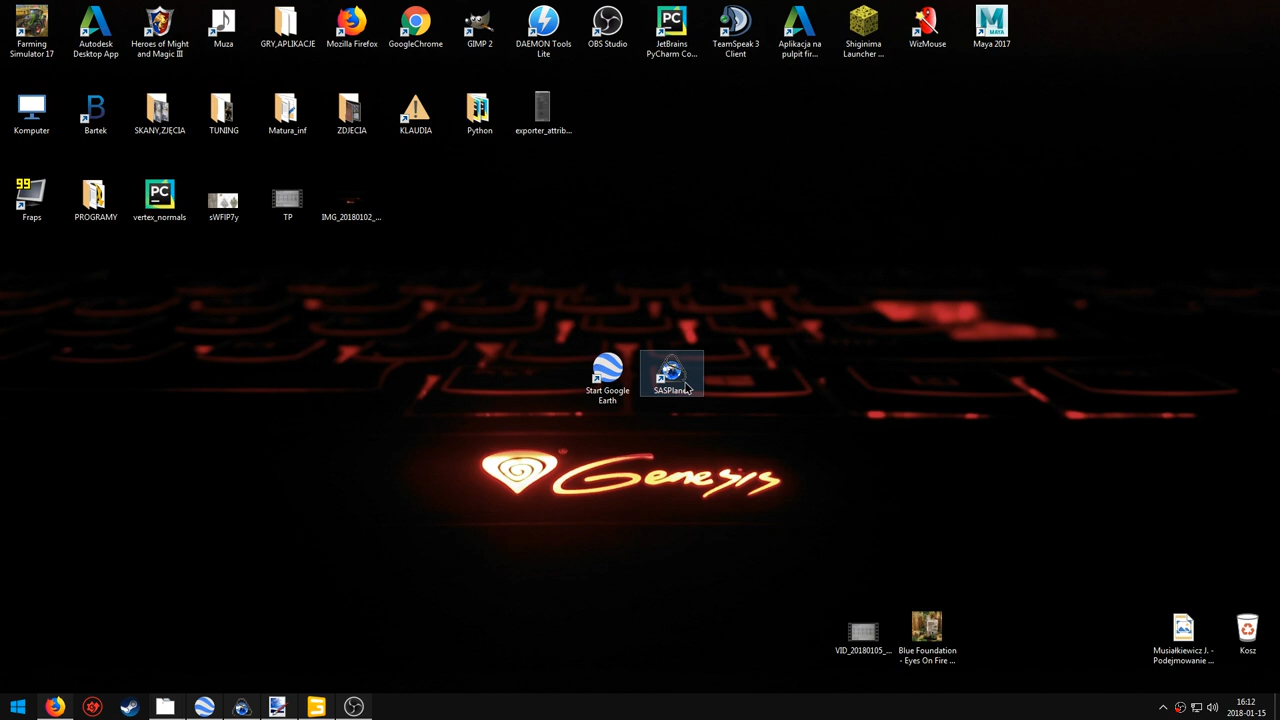 Farming
Simulator 17
Autodesk
Desktop App
Heroes of Might
and Magic III
Muza
GRY,APLIKACJE
Mozilla Firefox
GoogleChrome
GIMP 2
DAEMON Tools
Lite
OBS Studio
JetBrains
PyCharm Co...
TeamSpeak 3
Client
Aplikacja na
pulpit fir...
Shiginima
Launcher ...
WizMouse
Maya 2017
Komputer
Bartek
SKANY,ZJĘCIA
TUNING
Matura_inf
ZDJECIA
KLAUDIA
Python
exporter_attrib...
99
Fraps
PROGRAMY
vertex_normals
sWFIP7y
TP
IMG_20180102_...
Start Google
Earth
SASPlanet
Genesis
VID_20180105_...
Blue Foundation
- Eyes On Fire ...
Musiałkiewicz J. -
Podejmowanie ...
Kosz
16:12
2018-01-15